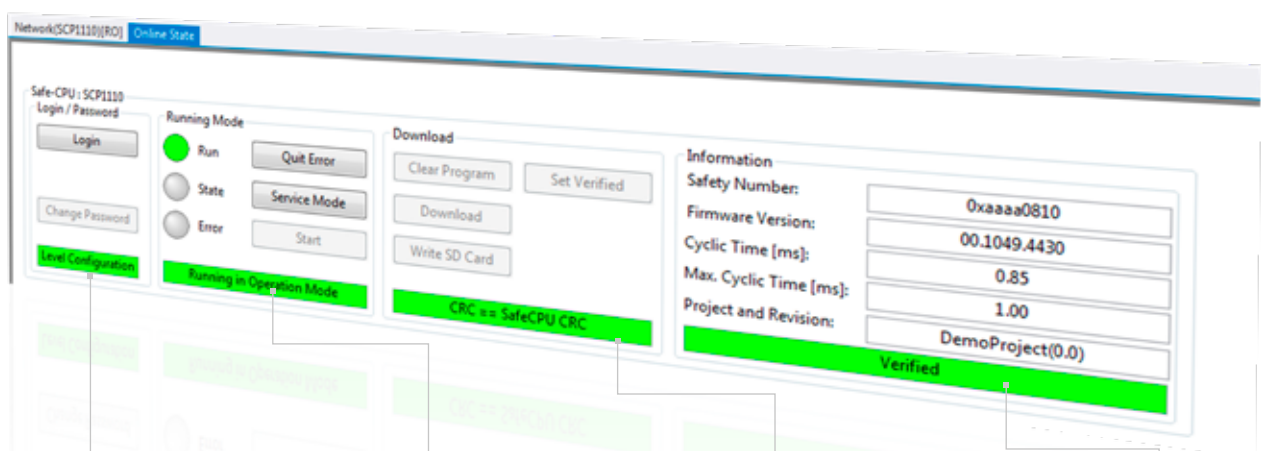 Network(SCP1110)[RO] Online State
Safe-CPU : SCP1110
Login / Password
Login
Change Password
Level Configuration
Running Mode
Run
Quit Error
State
Service Mode
Error
Start
Running in Operation Mode
Download
Clear Program
Set Verified
Download
Write SD Card
CRC == SafeCPU CRC
Information
Safety Number:
0xaaaa0810
Firmware Version:
00.1049.4430
Cyclic Time [ms]:
0.85
Max. Cyclic Time [ms]:
1.00
Project and Revision:
DemoProject(0.0)
Verified